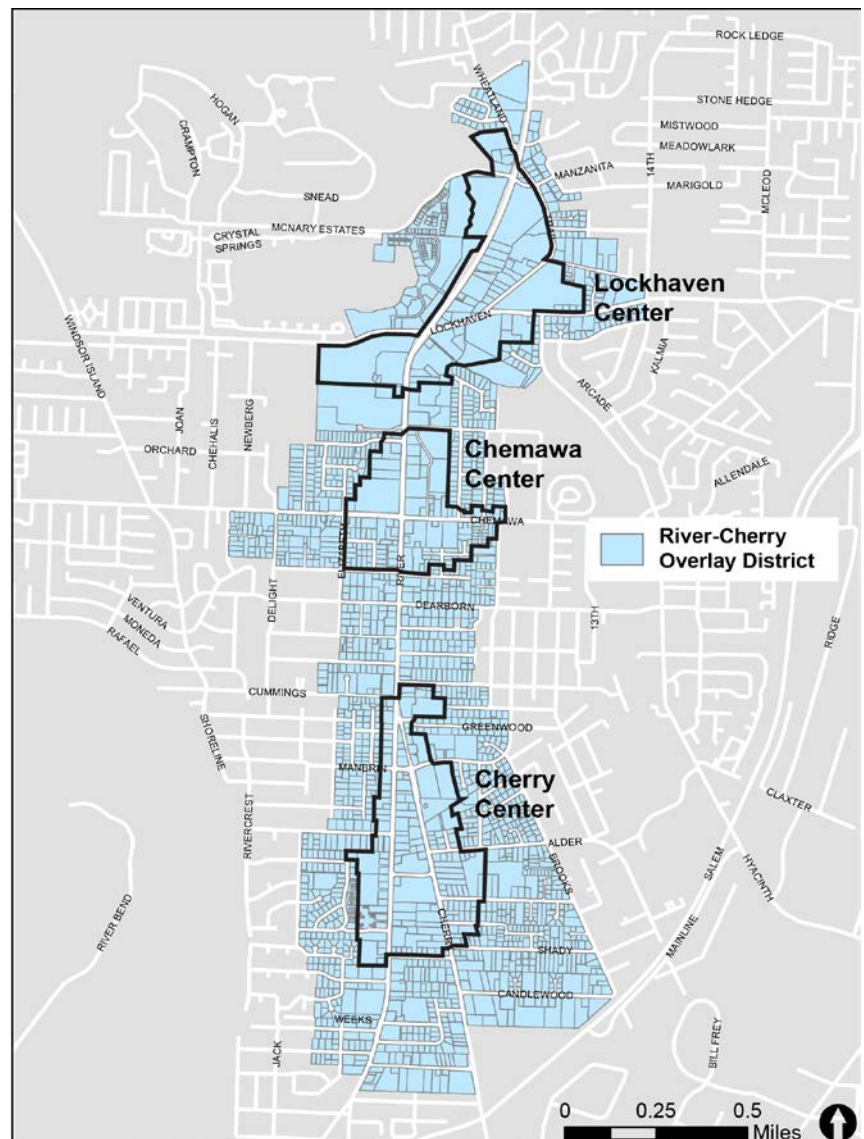 ROCK LEDGE
WHEATLAND
STONE HEDGE
HOGAN
MISTWOOD
CRAMPTON
MEADOWLARK
14TH
MANZANITA
MARIGOLD
MCLEOD
SNEAD
MCNARY ESTATES
CRYSTAL
SPRINGS
TRAIL
Lockhaven
Center
LOCKHAVEN
WINDSOR ISLAND
KALMIA
ARCADE
JOAN
CHEHALIS
NEWBERG
ORCHARD
Chemawa
Center
ALLENDALE
CHEMAWA
River-Cherry
Overlay District
ELIZABETH
RIVER
DELIGHT
DEARBORN
VENTURA
MONEDA
RAFAEL
13TH
RIDGE
CUMMINGS
SHORELINE
GREENWOOD
MANBRIN
Cherry
Center
CLAXTER
RIVERCREST
ALDER
BROOKS
SALEM
HYACINTH
RIVER BEND
MAINLINE
CHERRY
SHADY
CANDLEWOOD
WEEKS
JACK
BILL FREY
0 0.25 0.5
Miles